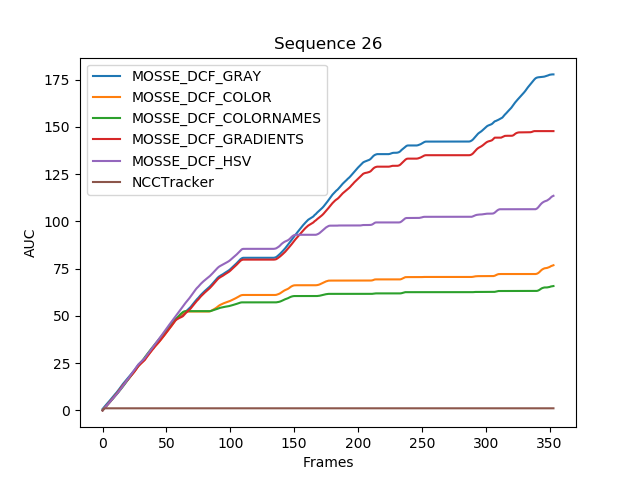 Sequence 26
MOSSE_DCF_GRAY
MOSSE_DCF_COLOR
MOSSE_DCF_COLORNAMES
MOSSE_DCF_GRADIENTS
MOSSE_DCF_HSV
NCCTracker
175
150
125
100
75
50
25
0
AUC
0 50 100 150 200 250 300 350
Frames